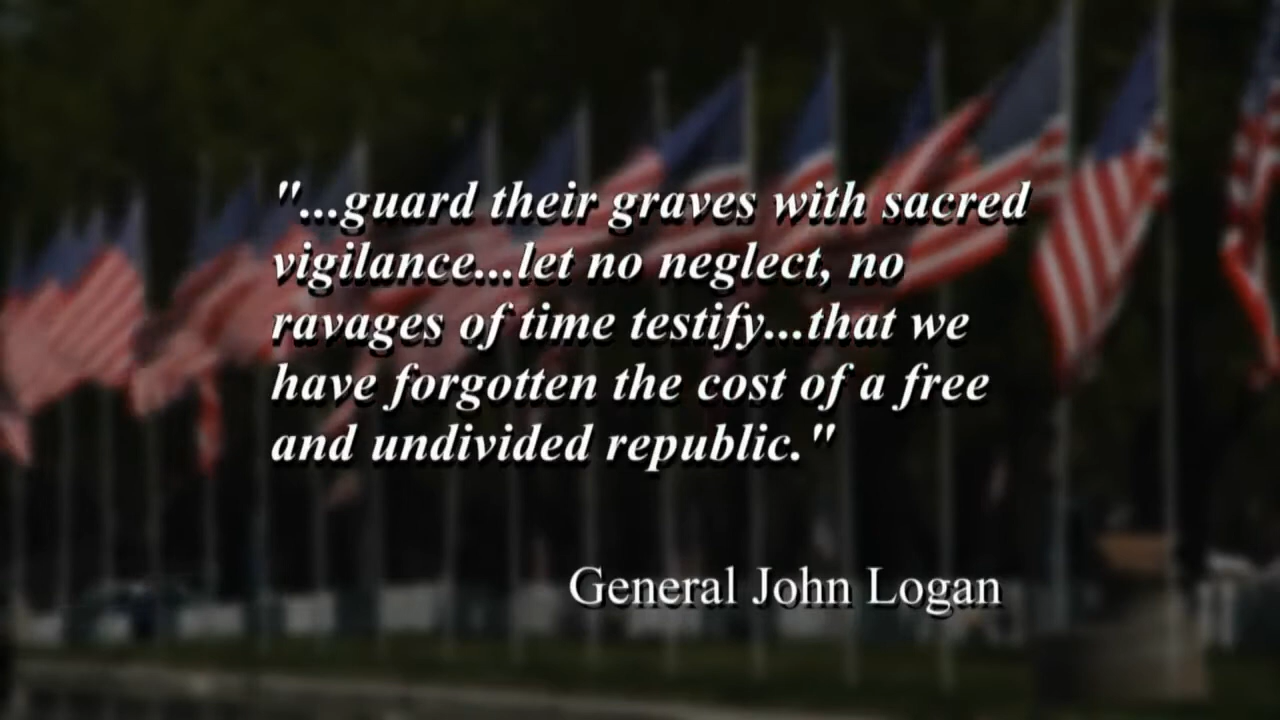 "...guard their graves with sacred
vigilance...let no neglect, no
ravages of time testify...that we
have forgotten the cost of a free
and undivided republic."
General John Logan